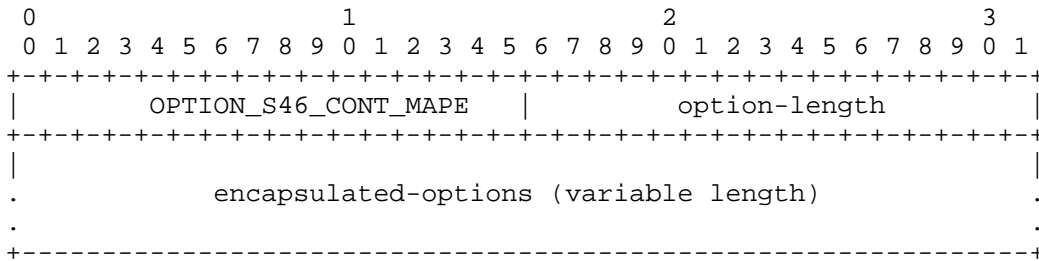 0                   1                   2                   3
 0 1 2 3 4 5 6 7 8 9 0 1 2 3 4 5 6 7 8 9 0 1 2 3 4 5 6 7 8 9 0 1
+-+-+-+-+-+-+-+-+-+-+-+-+-+-+-+-+-+-+-+-+-+-+-+-+-+-+-+-+-+-+-+-+
|        OPTION_S46_CONT_MAPE   |         option-length         |
+-+-+-+-+-+-+-+-+-+-+-+-+-+-+-+-+-+-+-+-+-+-+-+-+-+-+-+-+-+-+-+-+
|                                                               |
.            encapsulated-options (variable length)             .
.                                                               .
+---------------------------------------------------------------+